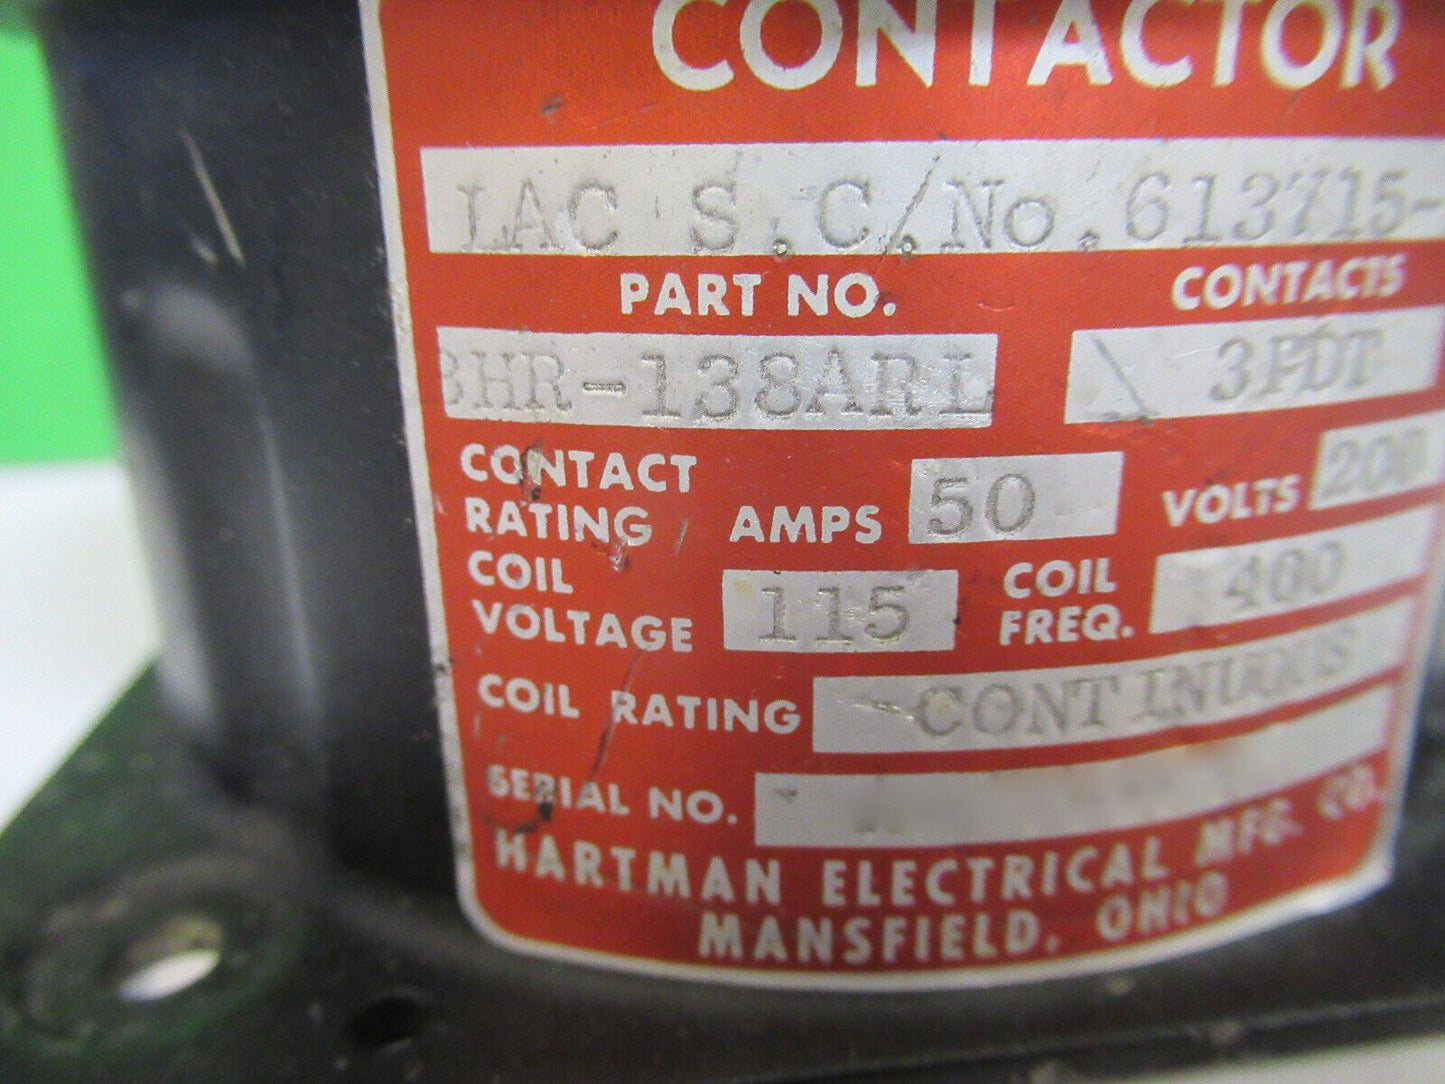 CONTACTOR
LAC S.C./No.613715-
PART NO. CONTACTS
BHR-138ARL 3PDT
CONTACT
RATING AMPS 50 VOLTS 200
COIL
VOLTAGE 115 COIL
FREQ. 400
COIL RATING CONTINUOUS
SERIAL NO.
HARTMAN ELECTRICAL MFG. CO.
MANSFIELD, OHIO